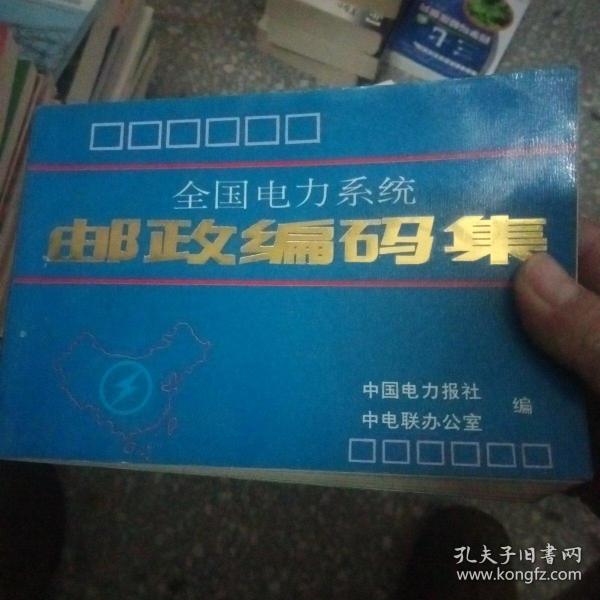 全国电力系统
邮政编码集
中国电力报社
中电联办公室
编
孔夫子旧书网
www.kongfz.com